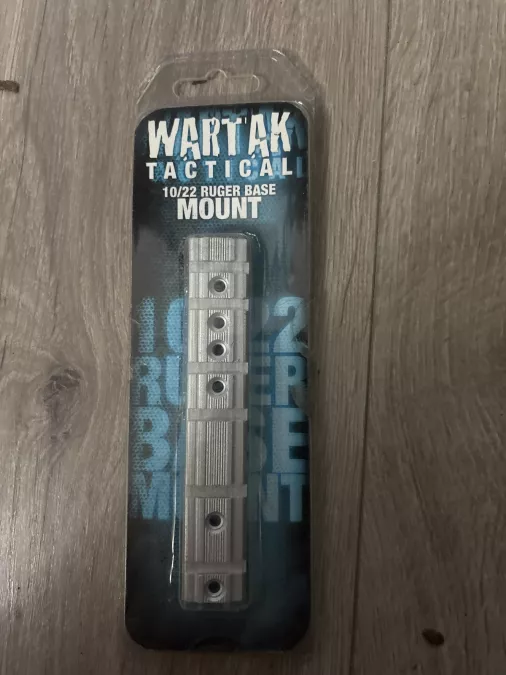 WARTAK
TACTICAL
10/22 RUGER BASE
MOUNT